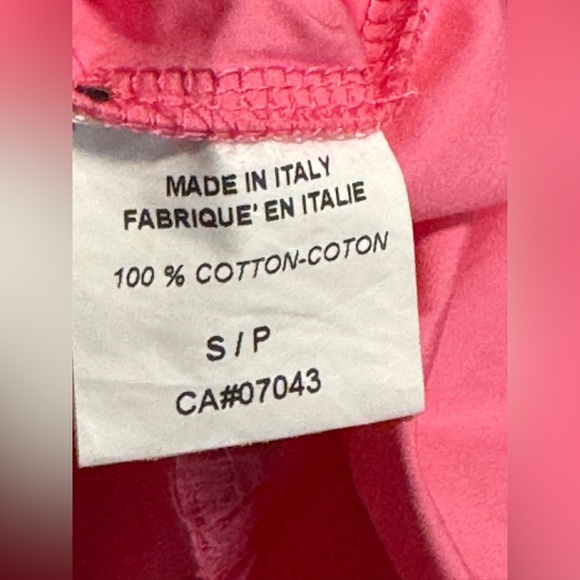 MADE IN ITALY
FABRIQUE' EN ITALIE
100 % COTTON-COTON
S / P
CA#07043